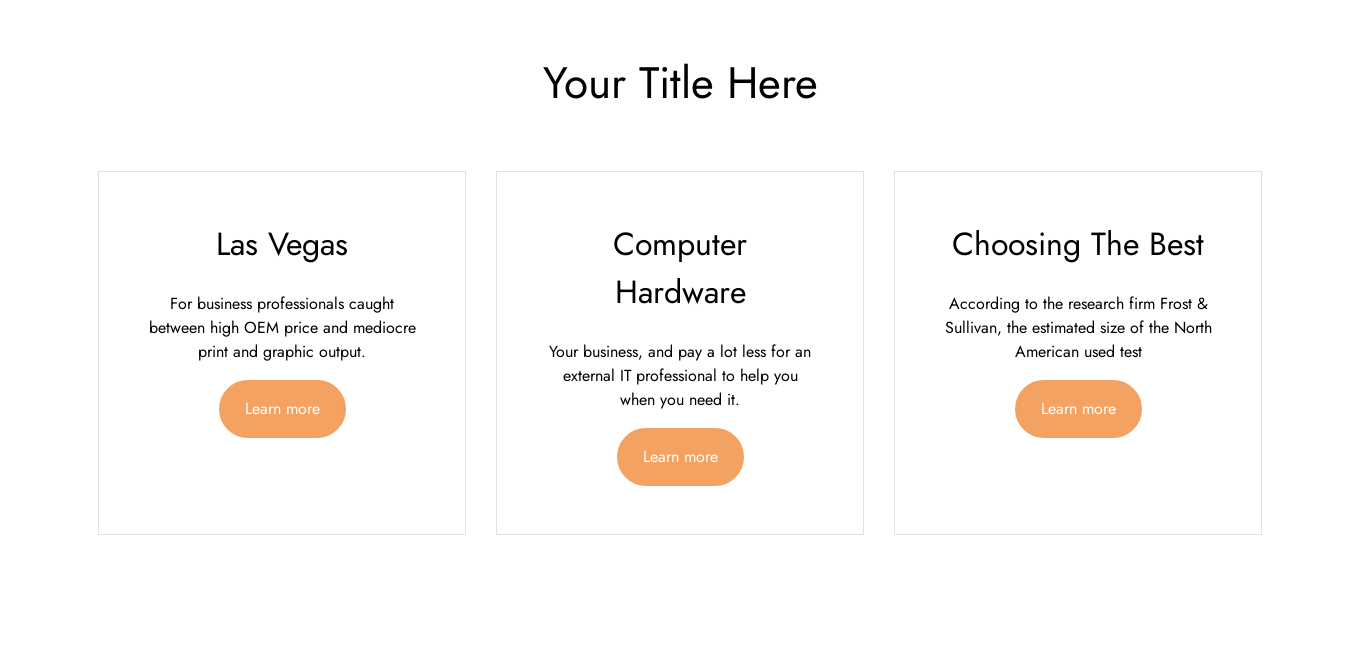 Your Title Here
Las Vegas
For business professionals caught
between high OEM price and mediocre
print and graphic output.
Learn more
Computer
Hardware
Your business, and pay a lot less for an
external IT professional to help you
when you need it.
Learn more
Choosing The Best
According to the research firm Frost &
Sullivan, the estimated size of the North
American used test
Learn more